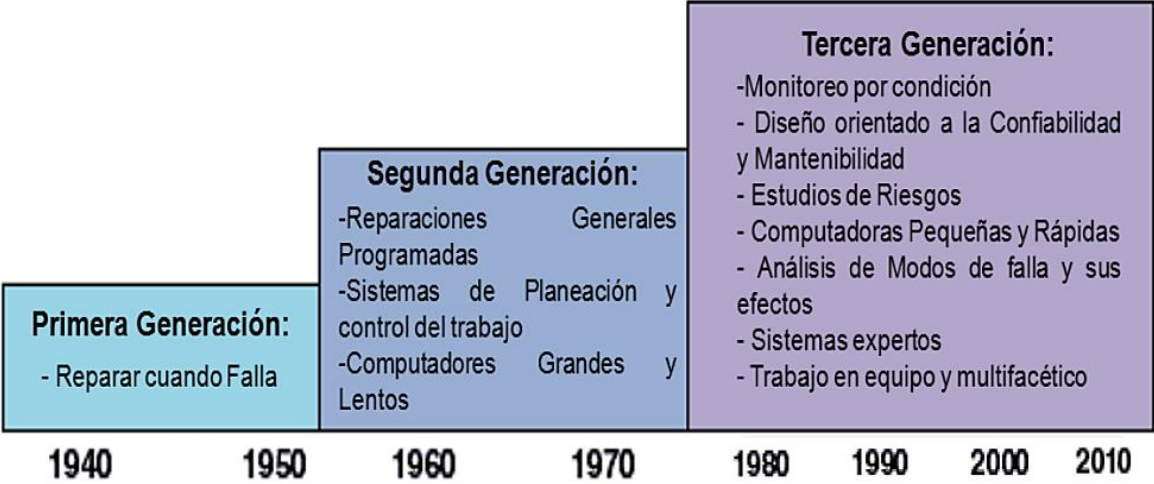 Primera Generación:
- Reparar cuando Falla
Segunda Generación:
-Reparaciones Generales
Programadas
-Sistemas de Planeación y
control del trabajo
-Computadores Grandes y
Lentos
Tercera Generación:
-Monitoreo por condición
- Diseño orientado a la Confiabilidad
y Mantenibilidad
- Estudios de Riesgos
- Computadoras Pequeñas y Rápidas
- Análisis de Modos de falla y sus
efectos
- Sistemas expertos
- Trabajo en equipo y multifacético
1940 1950 1960 1970 1980 1990 2000 2010